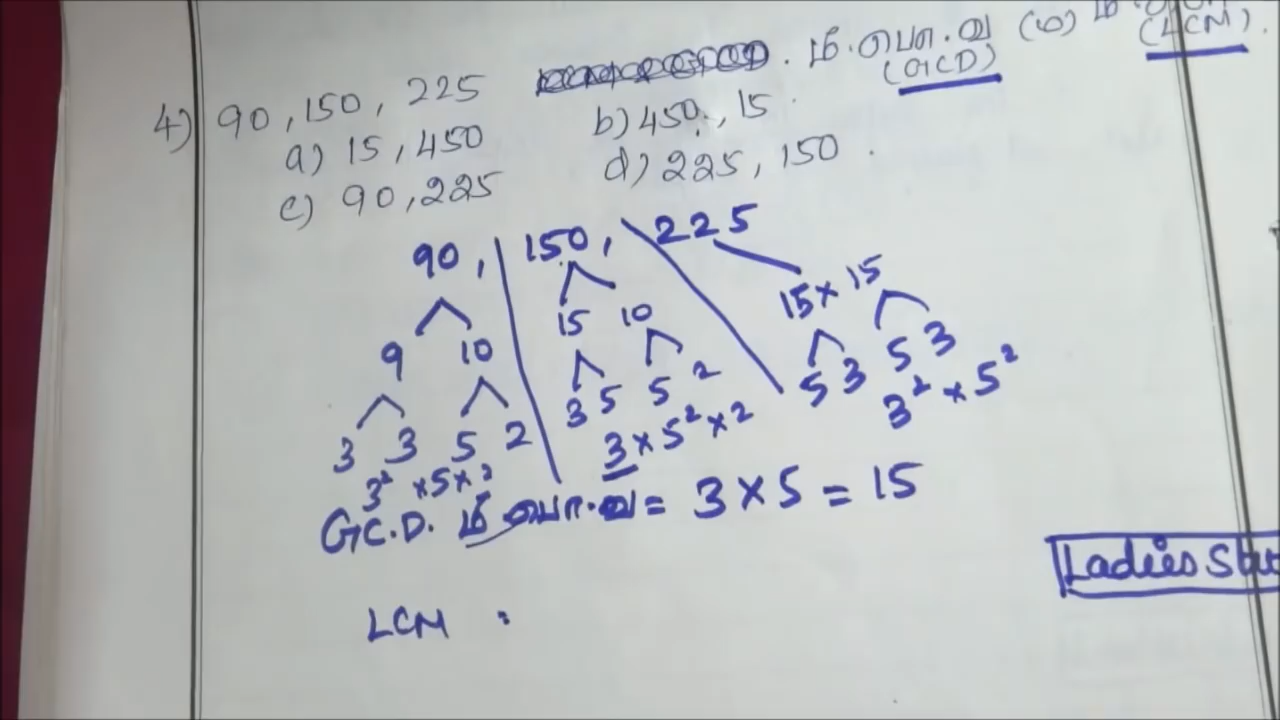 4) 90, 150, 225 . மீ.பொ.வ (ம) மீ
(GCD) (LCM).
a) 15, 450 b) 450, 15.
c) 90, 225 d) 225, 150.
90, 150, 225
9 10 15 10 15 × 15
3 3 5 2 3 5 5 2 5 3 5 3
3² × 5 × 2 3 × 5² × 2 3² × 5²
G.C.D. மீ.பொ.வ = 3 × 5 = 15
LCM :
Ladies